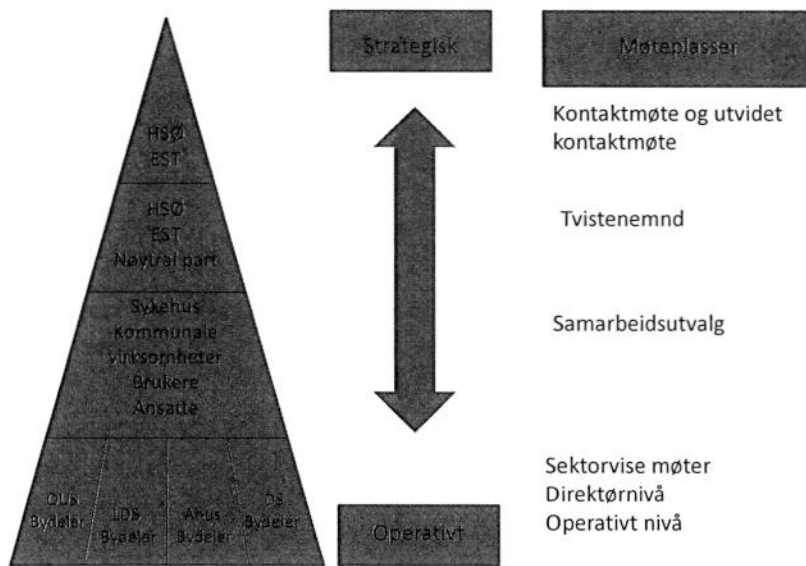 Strategisk
Møteplasser
HSØ
EST
Kontaktmøte og utvidet
kontaktmøte
HSØ
EST
Nøytral part
Tvistenemnd
Sykehus
Kommunale
Virksomheter
Brukere
Ansatte
Samarbeidsutvalg
OUS
Bydeler
LDS
Bydeler
Ahus
Bydeler
DS
Bydeler
Operativt
Sektorvise møter
Direktørnivå
Operativt nivå